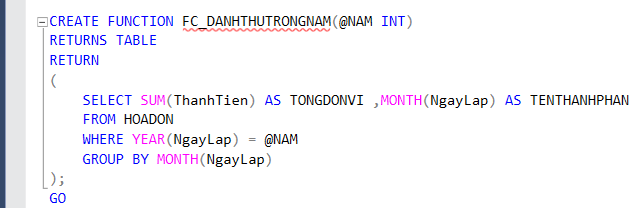 CREATE FUNCTION FC_DANHTHUTRONGNAM(@NAM INT)
RETURNS TABLE
RETURN
(
SELECT SUM(ThanhTien) AS TONGDONVI ,MONTH(NgayLap) AS TENTHANHPHAN
FROM HOADON
WHERE YEAR(NgayLap) = @NAM
GROUP BY MONTH(NgayLap)
);
GO